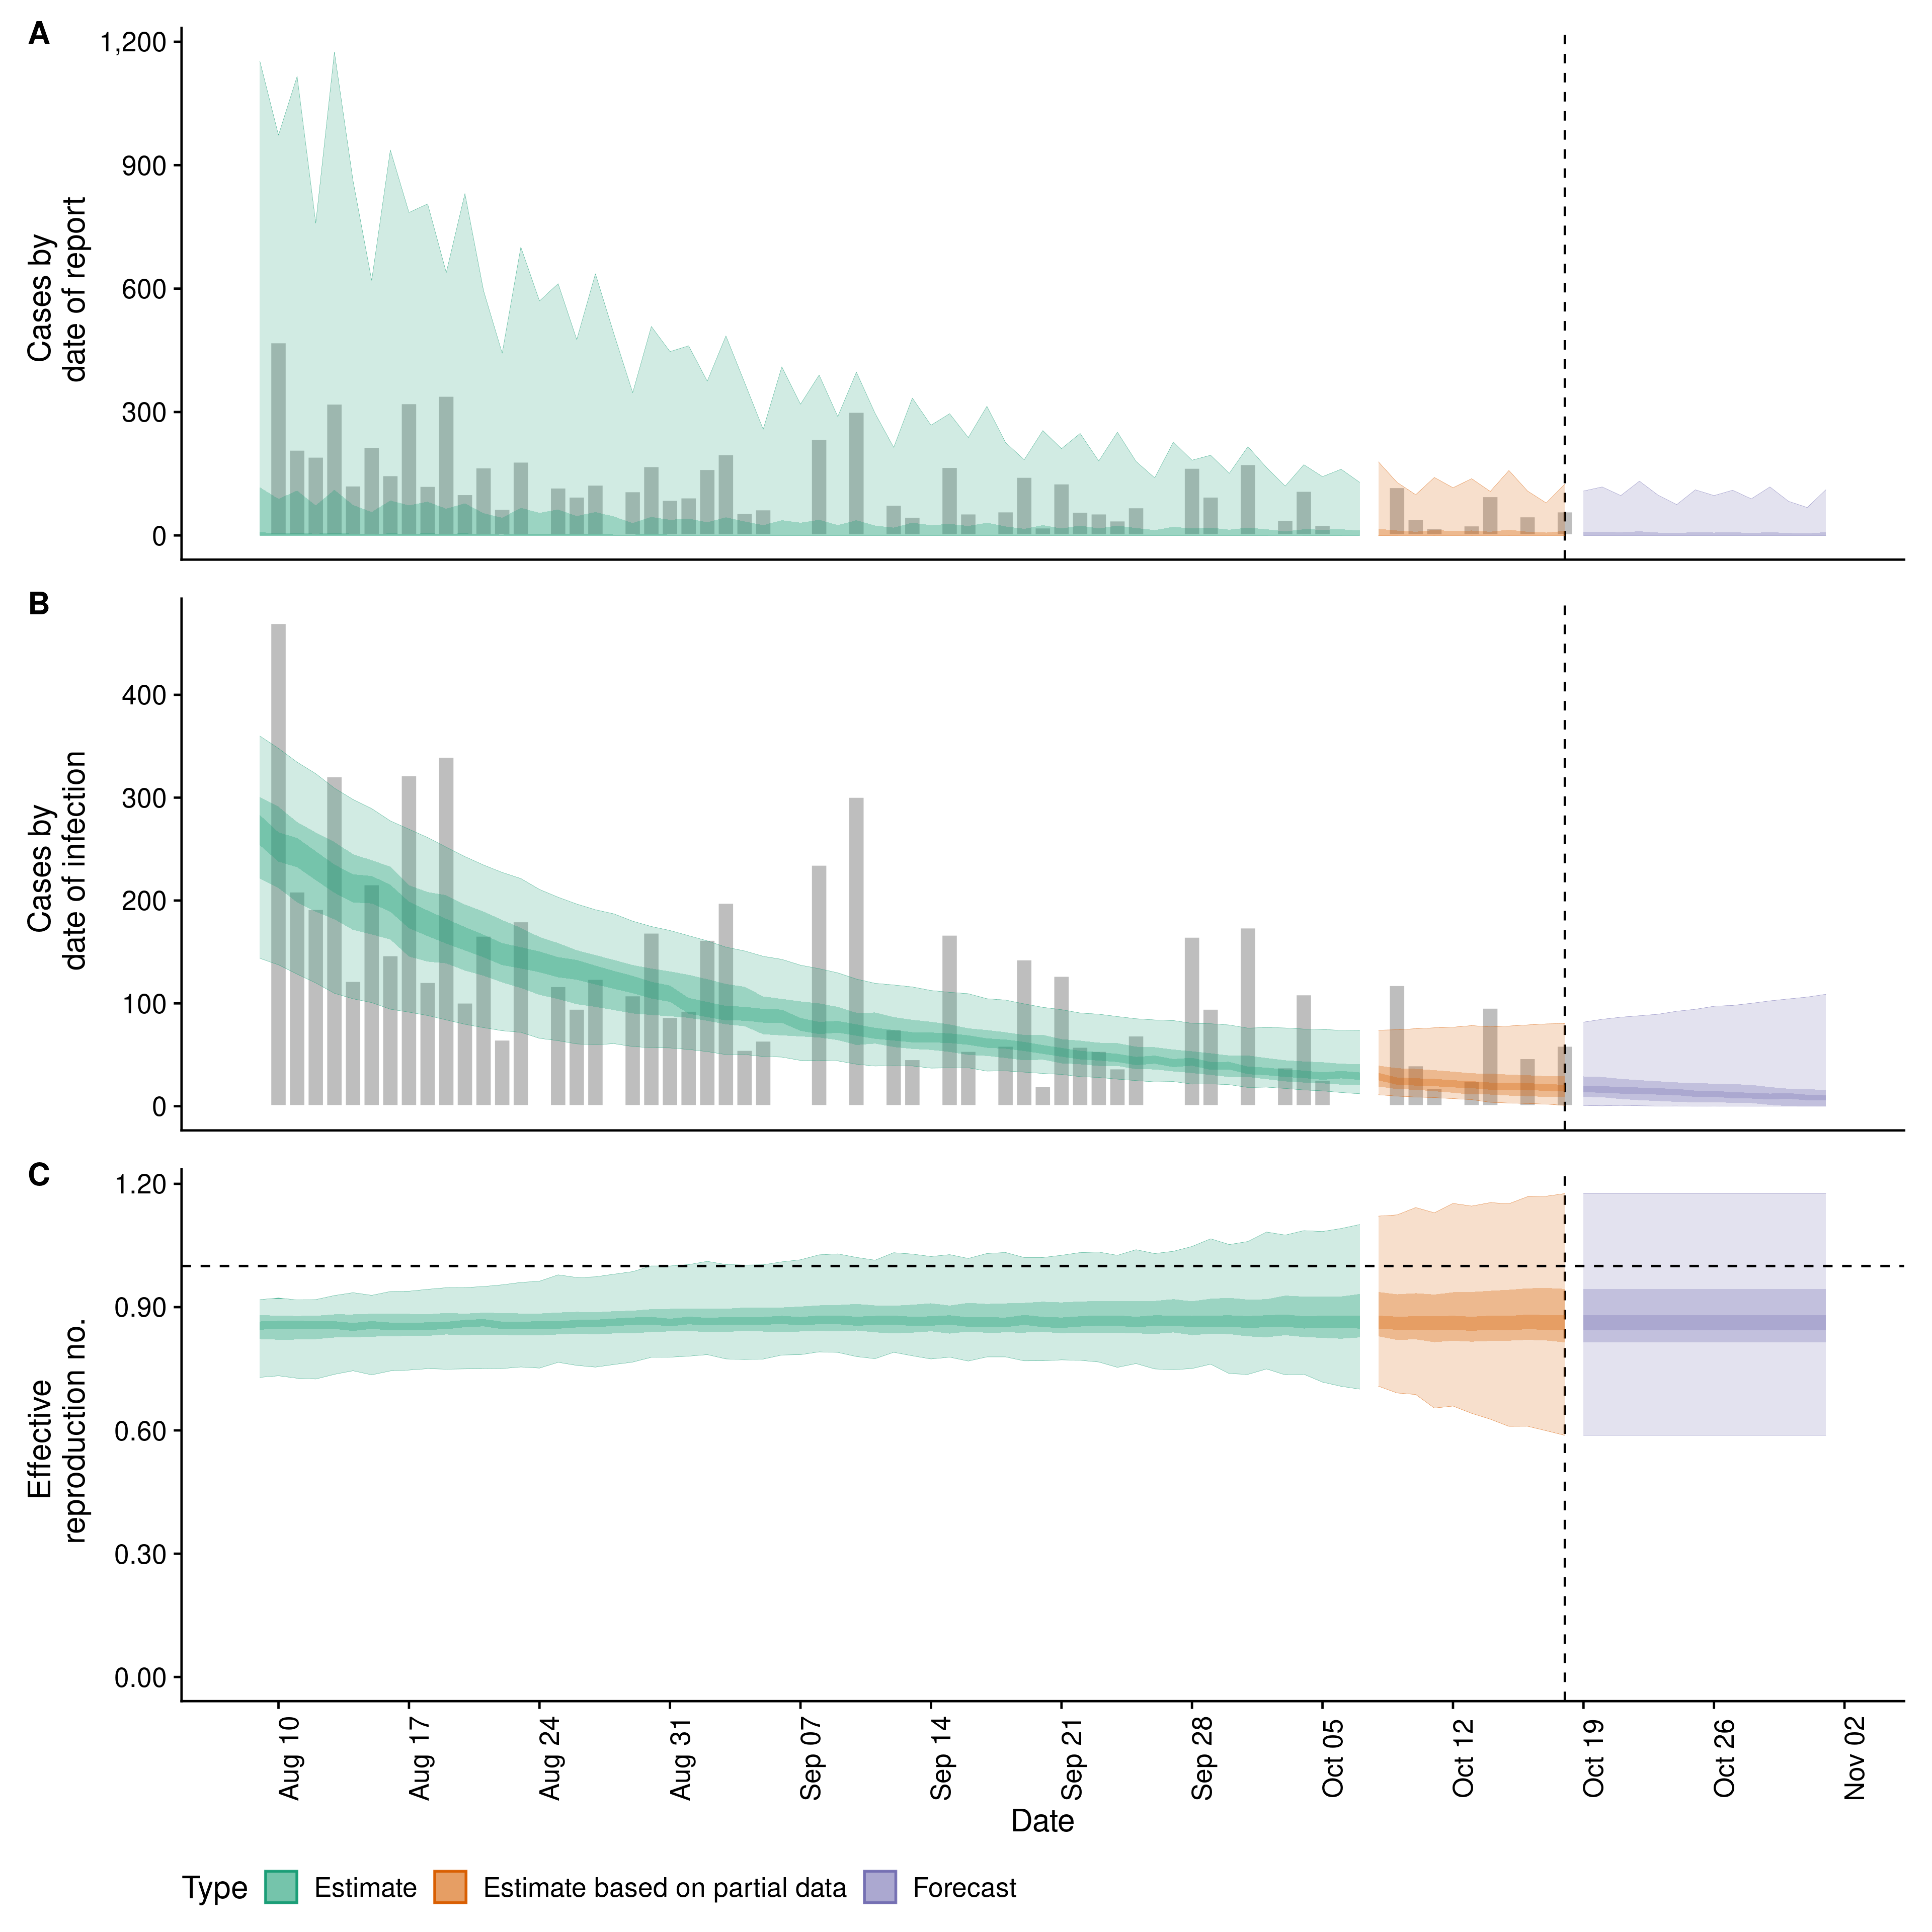 A
1,200
900
600
300
0
Cases by
date of report
B
400
300
200
100
0
Cases by
date of infection
C
1.20
0.90
0.60
0.30
0.00
Effective
reproduction no.
Aug 10
Aug 17
Aug 24
Aug 31
Sep 07
Sep 14
Sep 21
Sep 28
Oct 05
Oct 12
Oct 19
Oct 26
Nov 02
Date
Type Estimate Estimate based on partial data Forecast